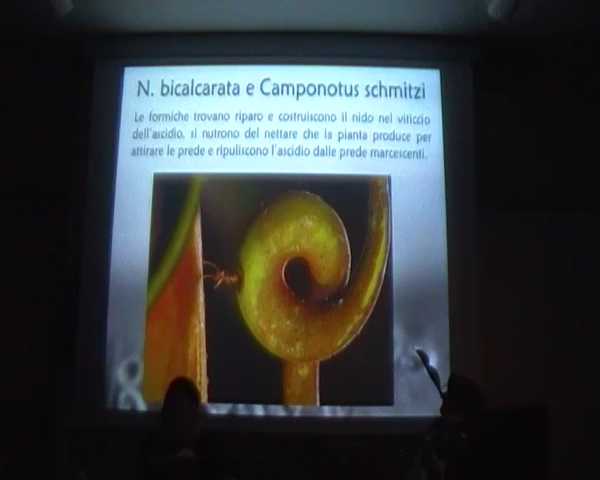 N. bicalcarata e Camponotus schmitzi
Le formiche trovano riparo e costruiscono il nido nel viticcio
dell'ascidio, si nutrono del nettare che la pianta produce per
attirare le prede e ripuliscono l'ascidio dalle prede marcescenti.